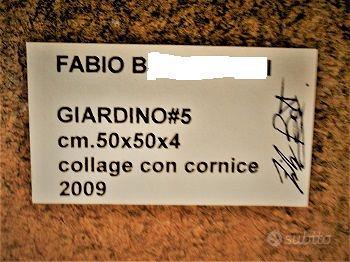 FABIO B
GIARDINO#5
cm.50x50x4
collage con cornice
2009
subito